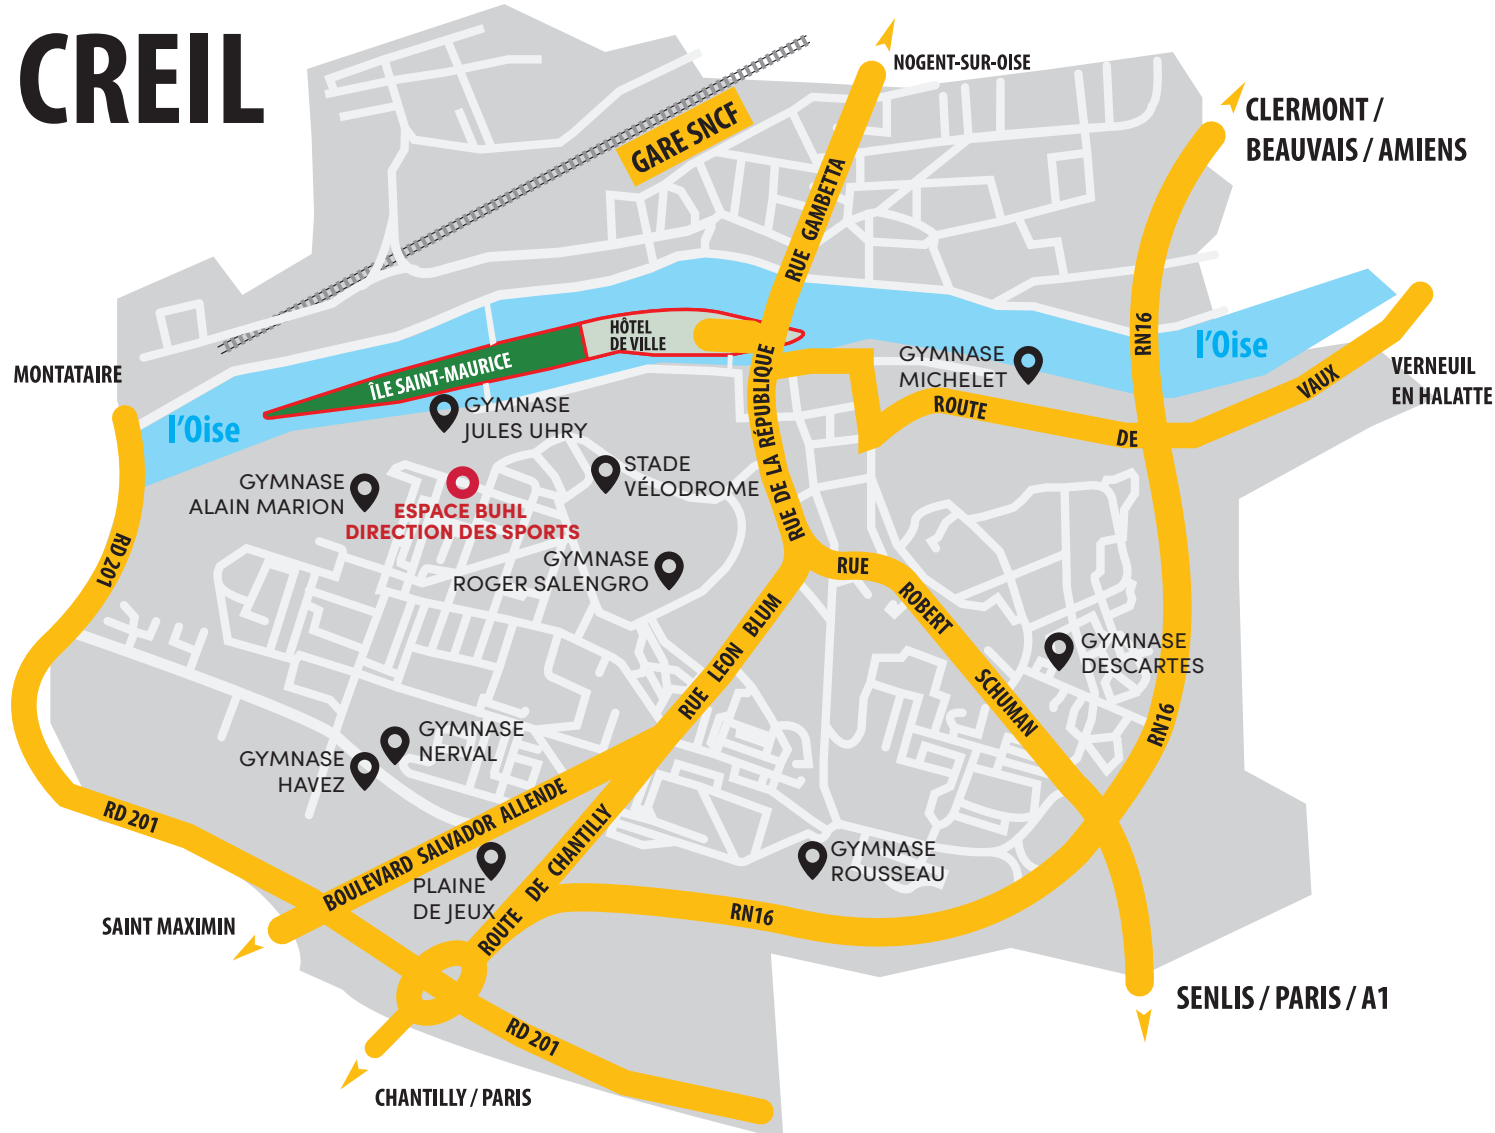 CREIL
NOGENT-SUR-OISE
CLERMONT /
BEAUVAIS / AMIENS
GARE SNCF
RUE GAMBETTA
HÔTEL
DE VILLE
ÎLE SAINT-MAURICE
l'Oise
l'Oise
RN16
MONTATAIRE
GYMNASE
MICHELET
VERNEUIL
EN HALATTE
ROUTE DE VAUX
RUE DE LA RÉPUBLIQUE
GYMNASE
JULES UHRY
STADE
VÉLODROME
GYMNASE
ALAIN MARION
ESPACE BUHL
DIRECTION DES SPORTS
RD 201
GYMNASE
ROGER SALENGRO
RUE ROBERT SCHUMAN
RUE LEON BLUM
GYMNASE
DESCARTES
RN16
GYMNASE
NERVAL
GYMNASE
HAVEZ
RD 201
BOULEVARD SALVADOR ALLENDE
ROUTE DE CHANTILLY
GYMNASE
ROUSSEAU
PLAINE
DE JEUX
RN16
SAINT MAXIMIN
SENLIS / PARIS / A1
RD 201
CHANTILLY / PARIS